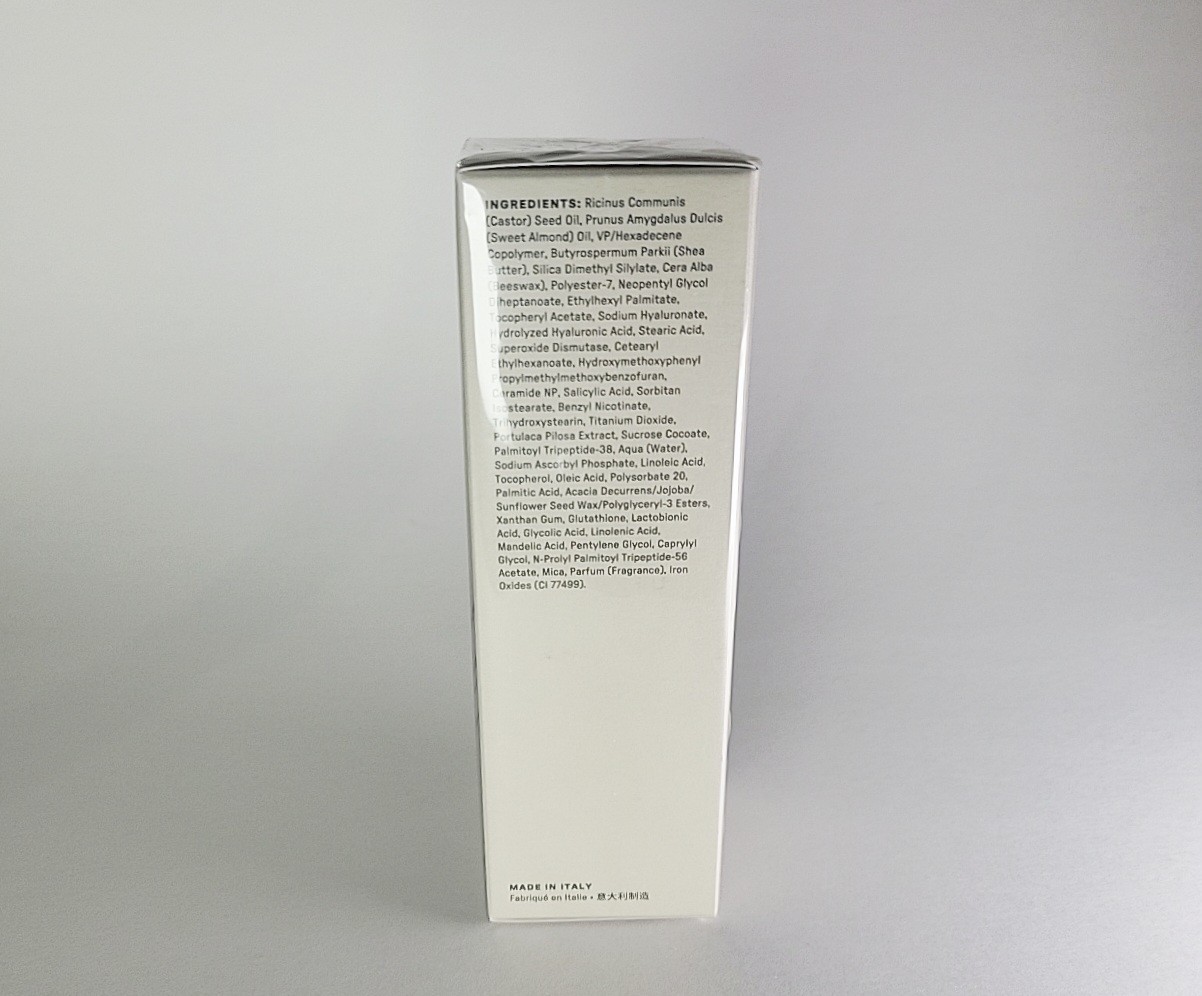 INGREDIENTS: Ricinus Communis
(Castor) Seed Oil, Prunus Amygdalus Dulcis
(Sweet Almond) Oil, VP/Hexadecene
Copolymer, Butyrospermum Parkii (Shea
Butter), Silica Dimethyl Silylate, Cera Alba
(Beeswax), Polyester-7, Neopentyl Glycol
Diheptanoate, Ethylhexyl Palmitate,
Tocopheryl Acetate, Sodium Hyaluronate,
Hydrolyzed Hyaluronic Acid, Stearic Acid,
Superoxide Dismutase, Cetearyl
Ethylhexanoate, Hydroxymethoxyphenyl
Propylmethylmethoxybenzofuran,
Ceramide NP, Salicylic Acid, Sorbitan
Isostearate, Benzyl Nicotinate,
Trihydroxystearin, Titanium Dioxide,
Portulaca Pilosa Extract, Sucrose Cocoate,
Palmitoyl Tripeptide-38, Aqua (Water),
Sodium Ascorbyl Phosphate, Linoleic Acid,
Tocopherol, Oleic Acid, Polysorbate 20,
Palmitic Acid, Acacia Decurrens/Jojoba/
Sunflower Seed Wax/Polyglyceryl-3 Esters,
Xanthan Gum, Glutathione, Lactobionic
Acid, Glycolic Acid, Linolenic Acid,
Mandelic Acid, Pentylene Glycol, Caprylyl
Glycol, N-Prolyl Palmitoyl Tripeptide-56
Acetate, Mica, Parfum (Fragrance), Iron
Oxides (CI 77499).
MADE IN ITALY
Fabriqué en Italie • 意大利制造